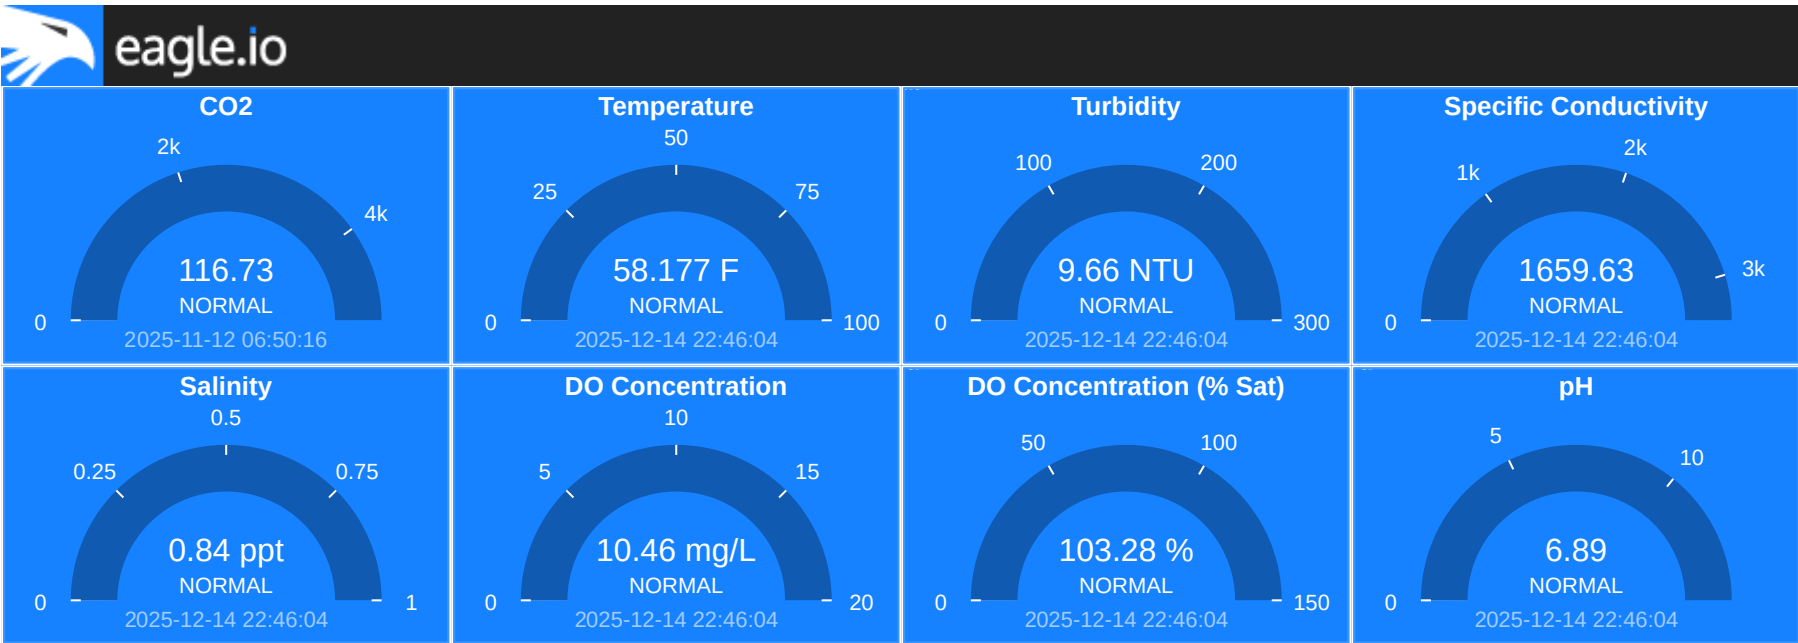 eagle.io
CO2
2k
4k
0
116.73
NORMAL
2025-11-12 06:50:16
Temperature
50
25
75
0
100
58.177 F
NORMAL
2025-12-14 22:46:04
Turbidity
100
200
0
300
9.66 NTU
NORMAL
2025-12-14 22:46:04
Specific Conductivity
2k
1k
3k
0
1659.63
NORMAL
2025-12-14 22:46:04
Salinity
0.5
0.25
0.75
0
1
0.84 ppt
NORMAL
2025-12-14 22:46:04
DO Concentration
10
5
15
0
20
10.46 mg/L
NORMAL
2025-12-14 22:46:04
DO Concentration (% Sat)
50
100
0
150
103.28 %
NORMAL
2025-12-14 22:46:04
pH
5
10
0
6.89
NORMAL
2025-12-14 22:46:04